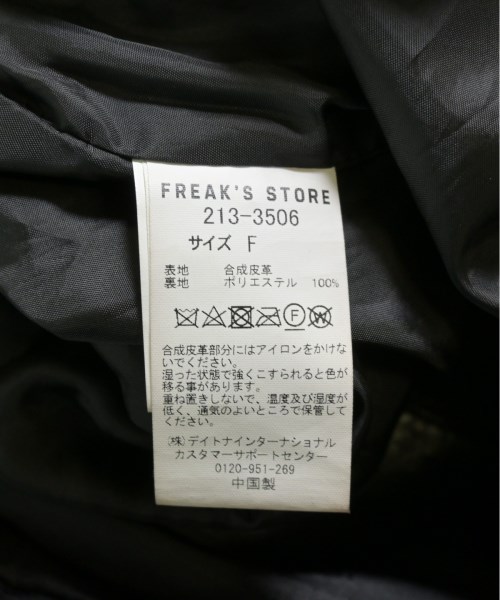 FREAK'S STORE
213-3506
サイズ F
表地 合成皮革
裏地 ポリエステル 100%
F W
合成皮革部分にはアイロンをかけな
いでください。
湿った状態で強くこすられると色が
移る事があります。
重ね置きしないで、温度及び湿度が
低く、通気のよいところで保管して
ください。
(株)デイトナインターナショナル
カスタマーサポートセンター
0120-951-269
中国製